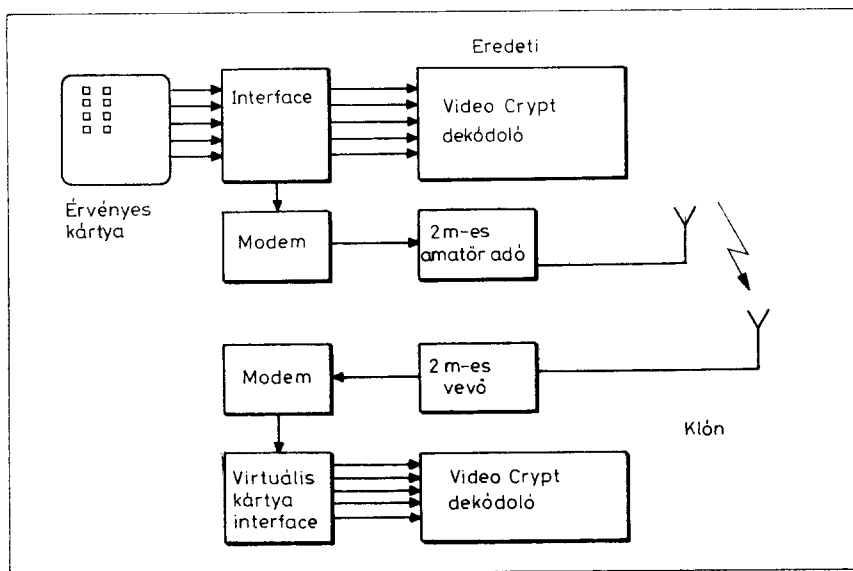 Eredeti
Interface
Video Crypt
dekódoló
Érvényes
kártya
Modem
2m-es
amatőr adó
Modem
2m-es
vevő
Klón
Virtuális
kártya
interface
Video Crypt
dekódoló